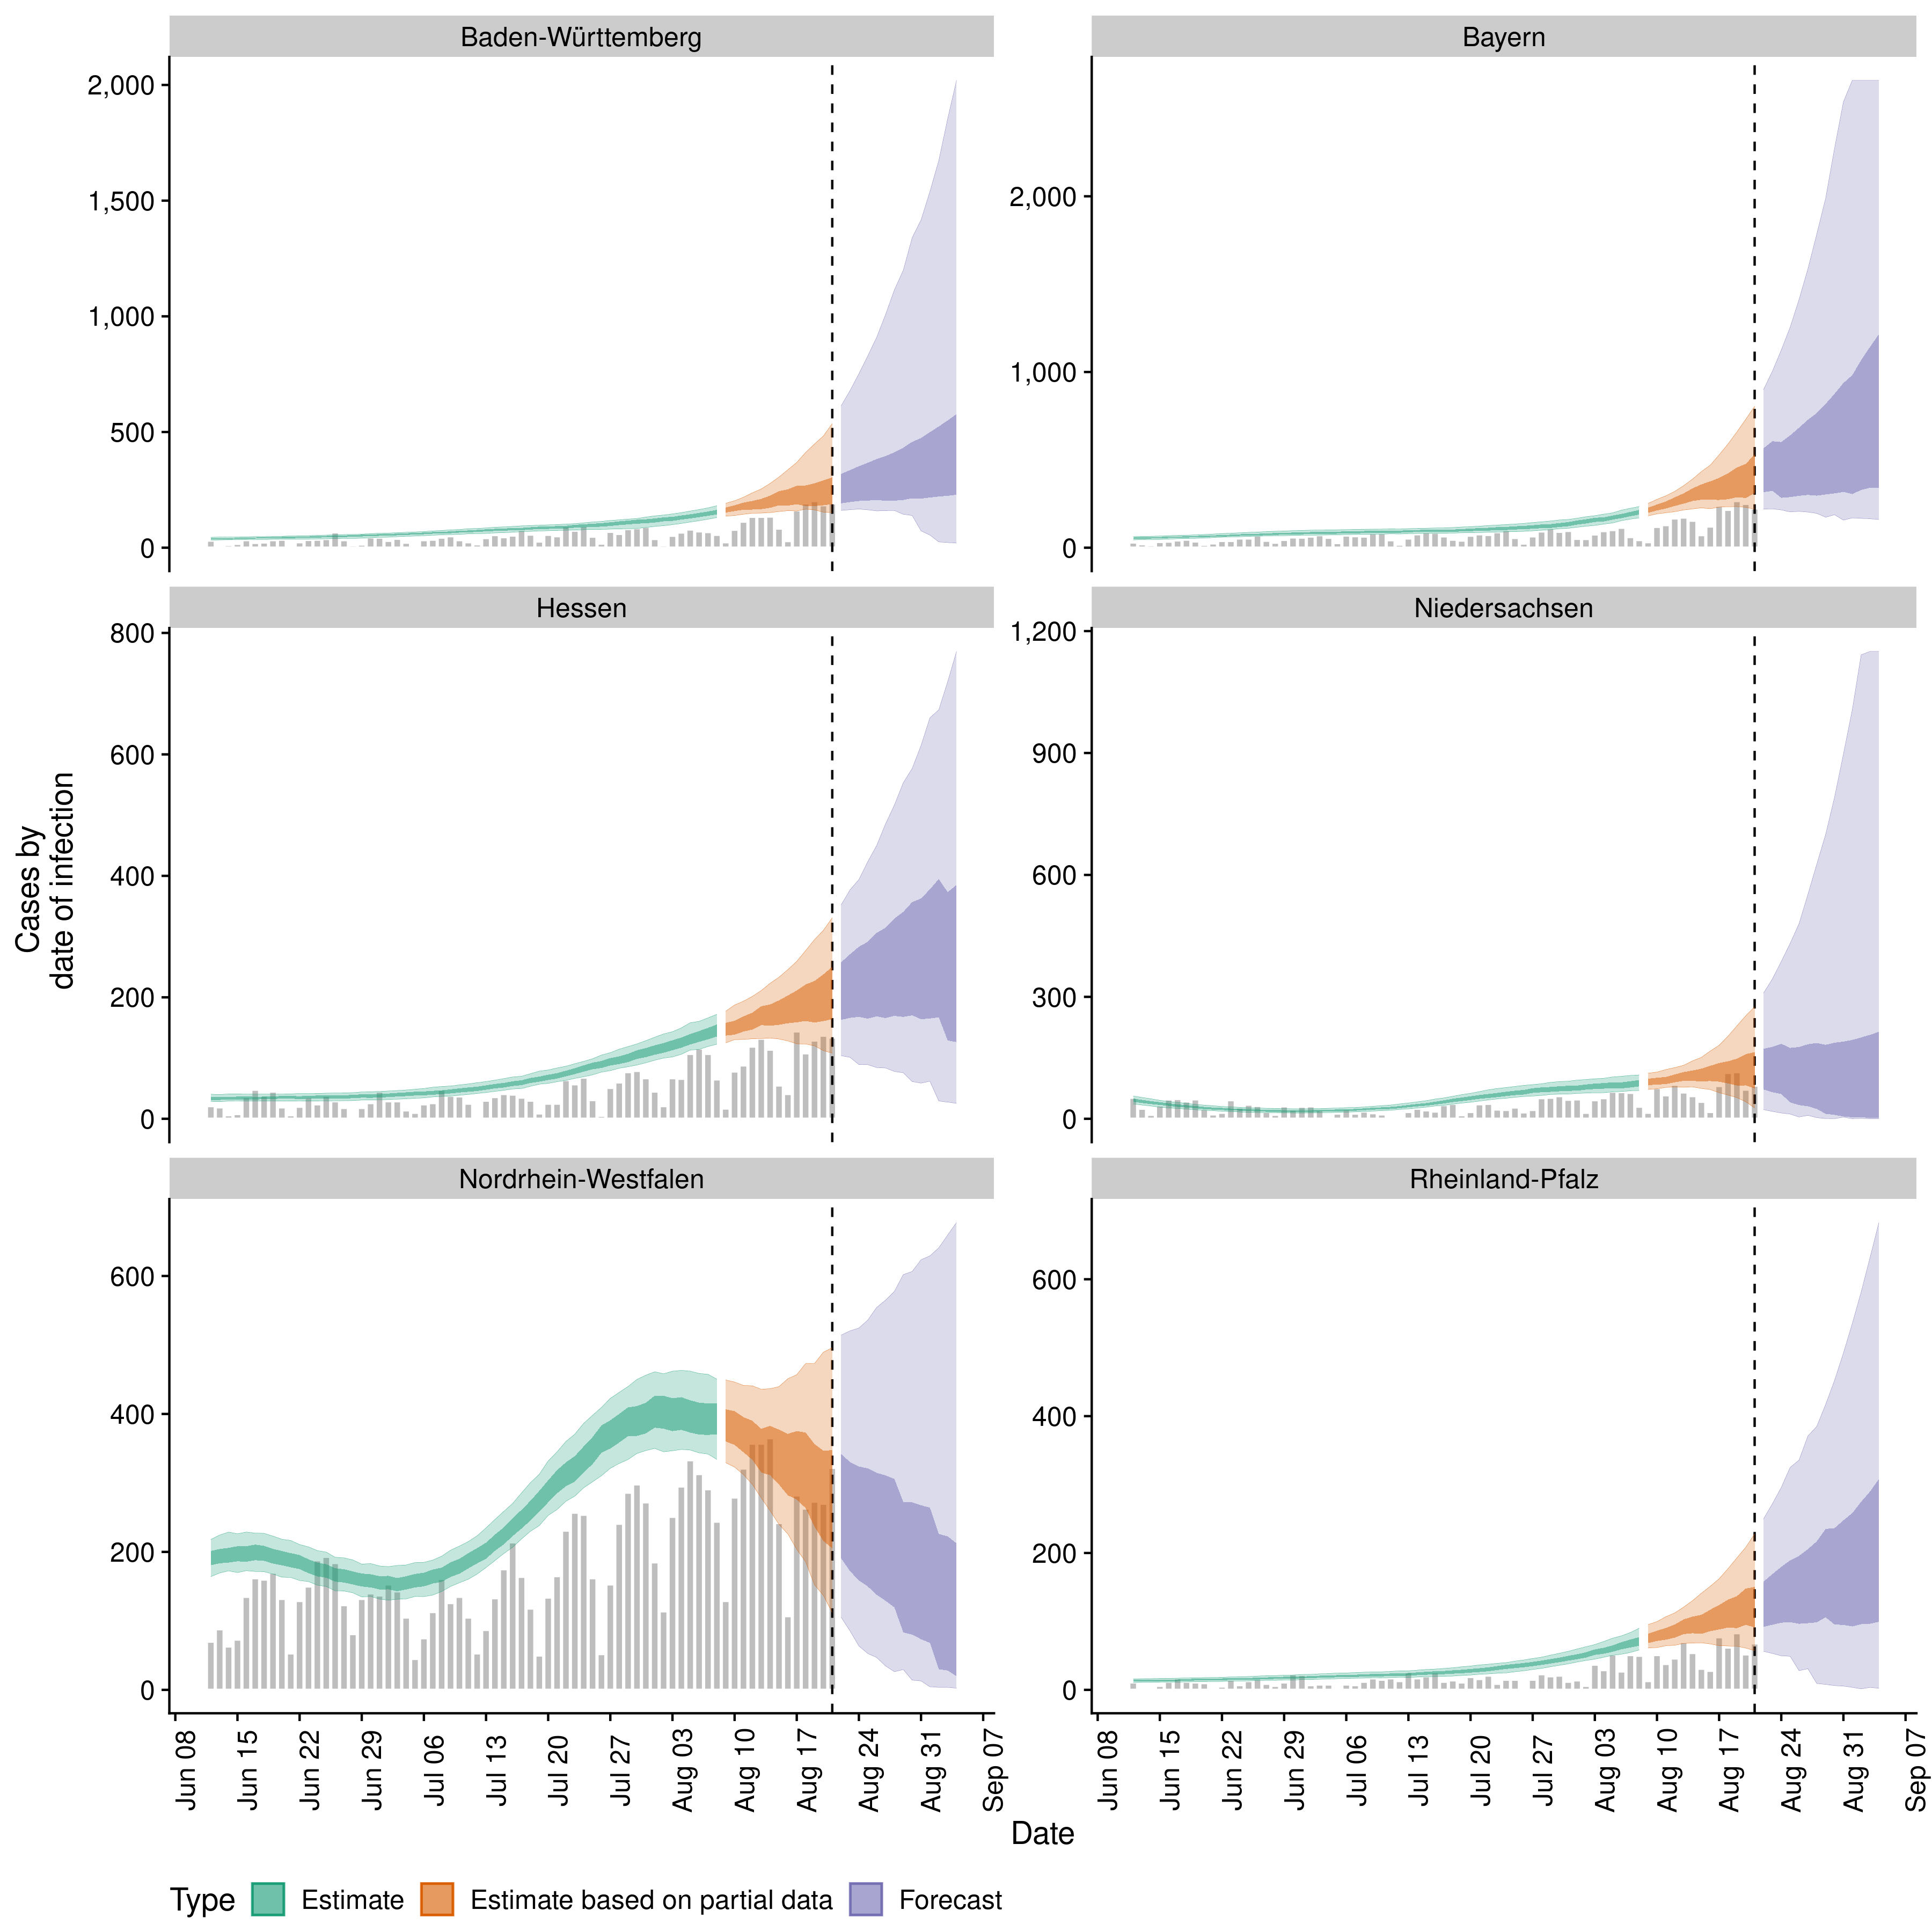 Baden-Württemberg
Bayern
2,000
1,500
1,000
500
0
2,000
1,000
0
Hessen
Niedersachsen
800
600
400
200
0
1,200
900
600
300
0
Nordrhein-Westfalen
Rheinland-Pfalz
600
400
200
0
600
400
200
0
Cases by
date of infection
Jun 08
Jun 15
Jun 22
Jun 29
Jul 06
Jul 13
Jul 20
Jul 27
Aug 03
Aug 10
Aug 17
Aug 24
Aug 31
Sep 07
Jun 08
Jun 15
Jun 22
Jun 29
Jul 06
Jul 13
Jul 20
Jul 27
Aug 03
Aug 10
Aug 17
Aug 24
Aug 31
Sep 07
Date
Type Estimate Estimate based on partial data Forecast